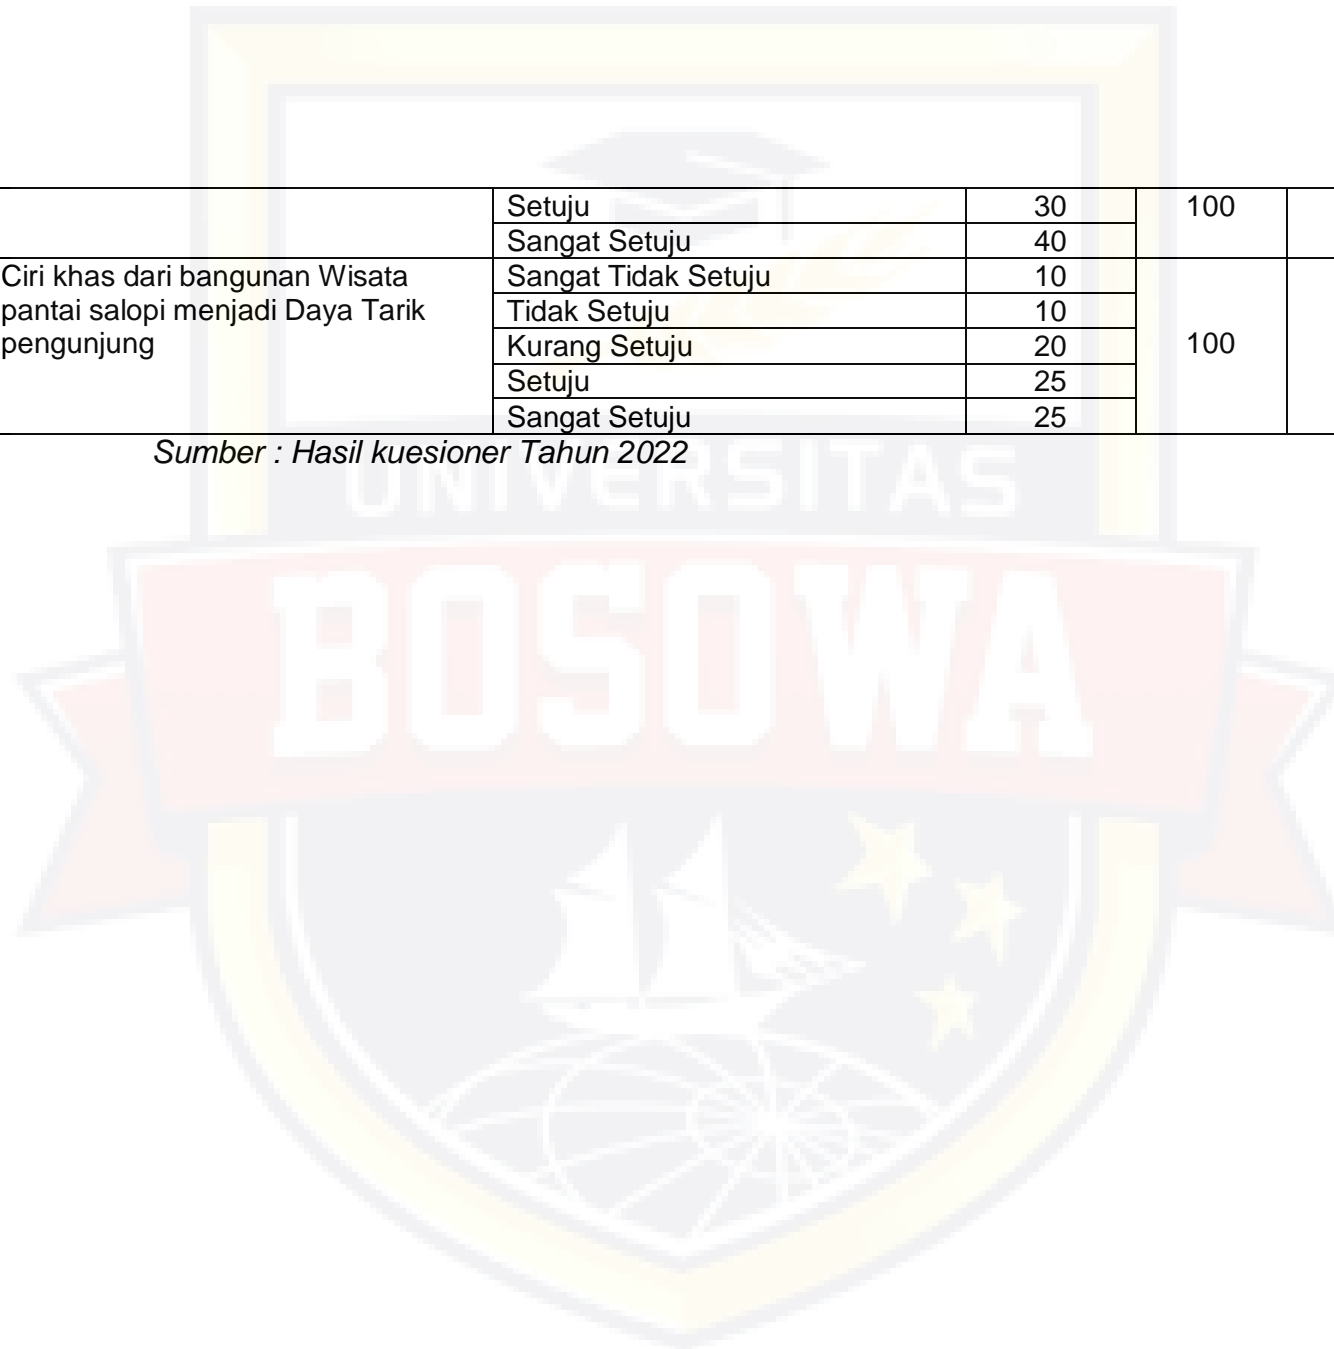 Setuju 30 100
Sangat Setuju 40
Ciri khas dari bangunan Wisata Sangat Tidak Setuju 10
pantai salopi menjadi Daya Tarik Tidak Setuju 10
pengunjung Kurang Setuju 20 100
Setuju 25
Sangat Setuju 25
Sumber : Hasil kuesioner Tahun 2022
UNIVERSITAS
BOSOWA